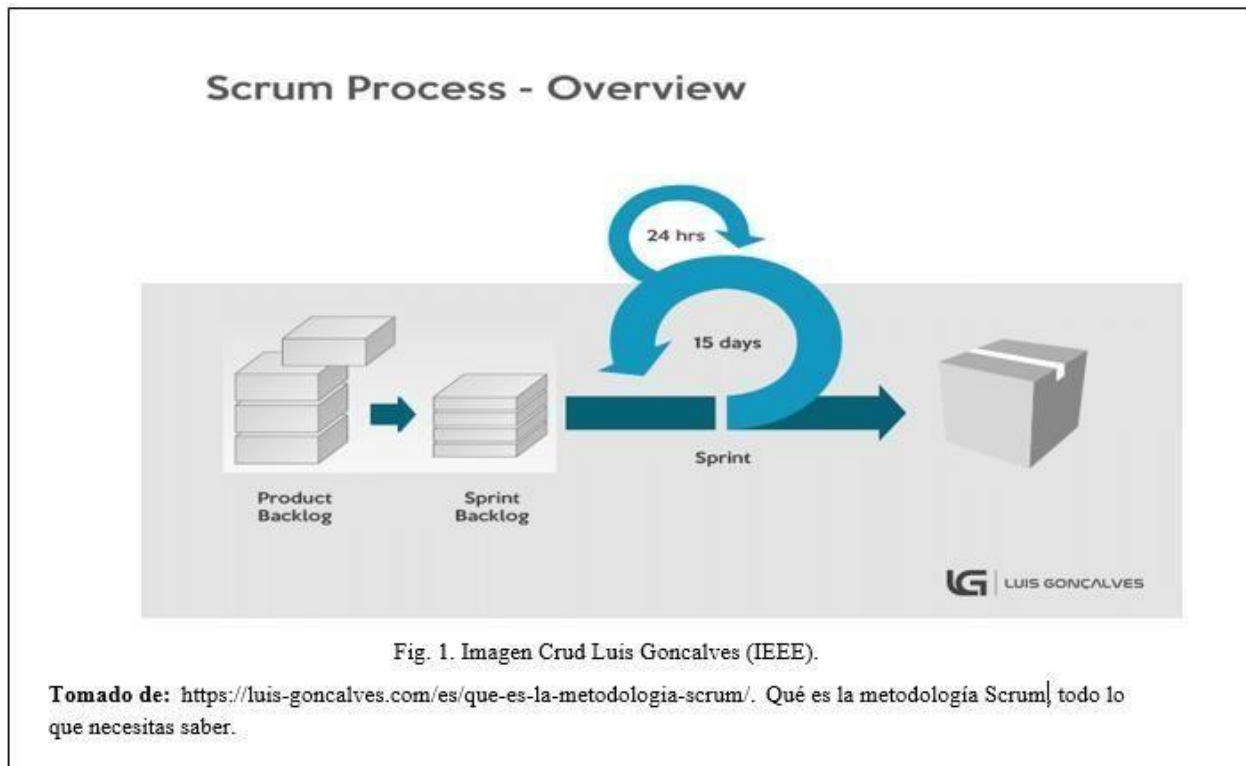 Scrum Process - Overview
24 hrs
15 days
Sprint
Product
Backlog
Sprint
Backlog
LG LUIS GONÇALVES
Fig. 1. Imagen Crud Luis Goncalves (IEEE).
Tomado de: https://luis-goncalves.com/es/que-es-la-metodologia-scrum/. Qué es la metodología Scrum, todo lo
que necesitas saber.